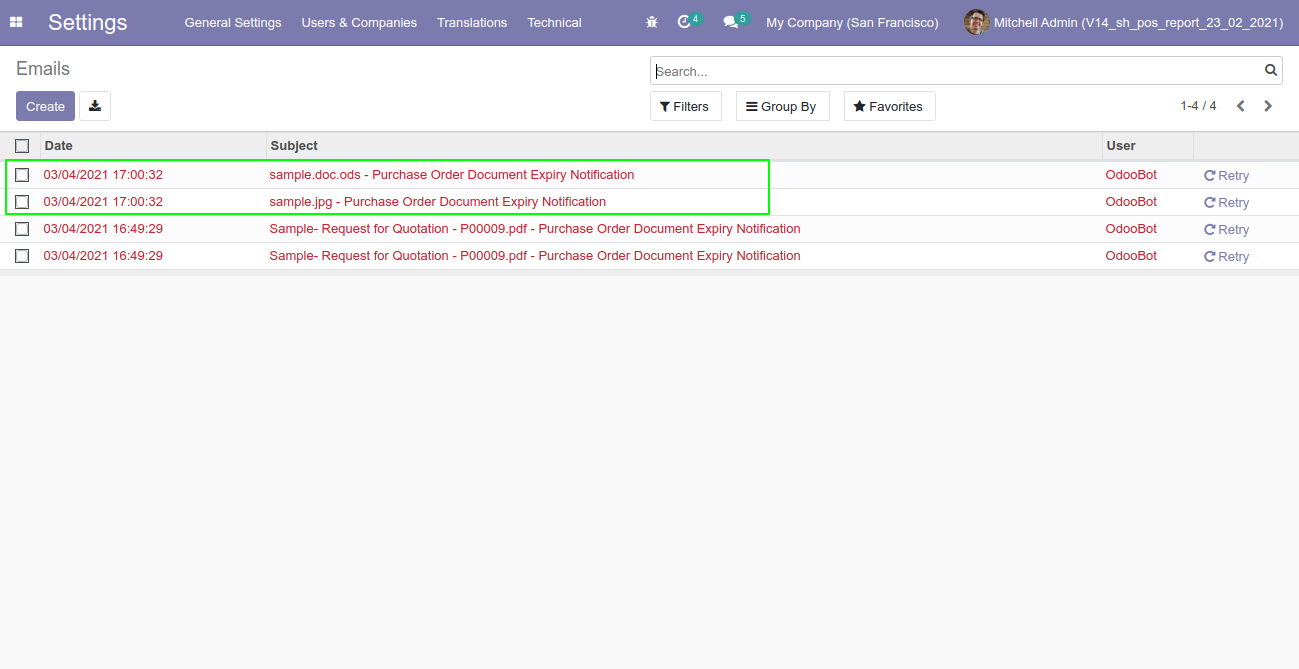 Settings General Settings Users & Companies Translations Technical 4 5 My Company (San Francisco) Mitchell Admin (V14_sh_pos_report_23_02_2021)
Emails Search...
Create Filters Group By Favorites 1-4 / 4
Date Subject User
03/04/2021 17:00:32 sample.doc.ods - Purchase Order Document Expiry Notification OdooBot Retry
03/04/2021 17:00:32 sample.jpg - Purchase Order Document Expiry Notification OdooBot Retry
03/04/2021 16:49:29 Sample- Request for Quotation - P00009.pdf - Purchase Order Document Expiry Notification OdooBot Retry
03/04/2021 16:49:29 Sample- Request for Quotation - P00009.pdf - Purchase Order Document Expiry Notification OdooBot Retry